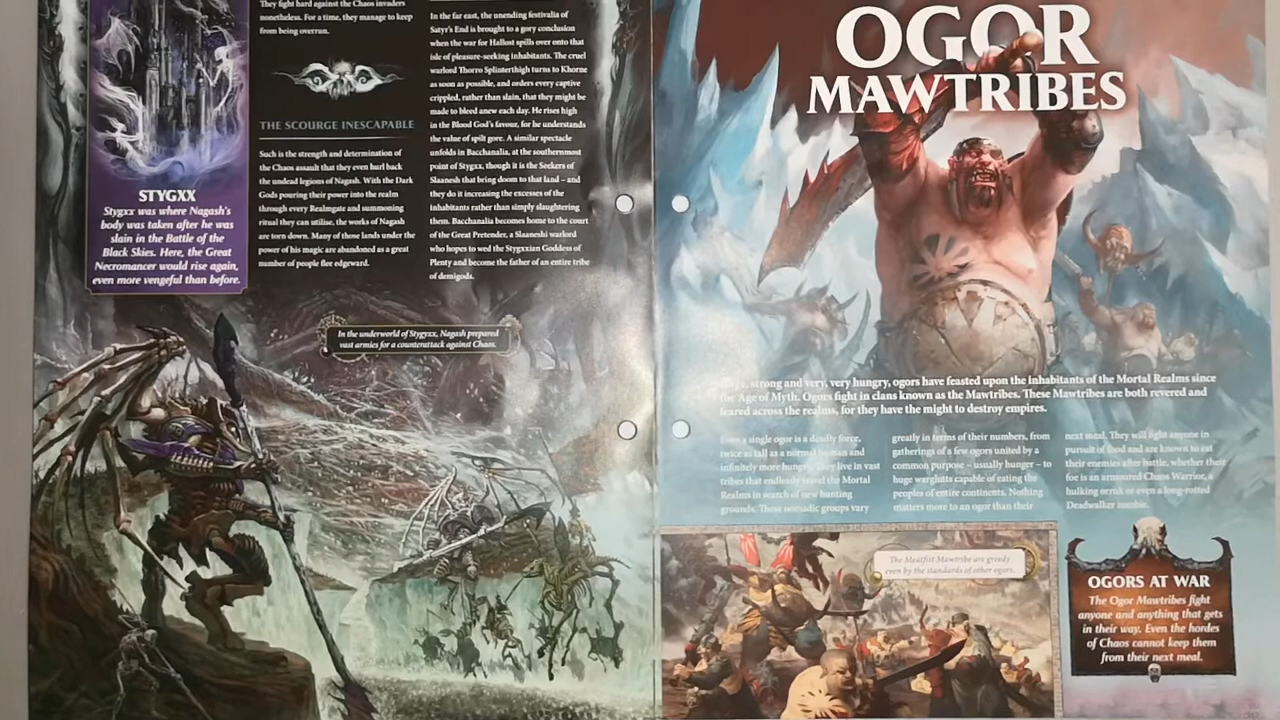 They fight hard against the Chaos invaders
nonetheless. For a time, they manage to keep
from being overrun.
THE SCOURGE INESCAPABLE
Such is the strength and determination of
the Chaos assault that they even hurl back
the undead legions of Nagash. With the Dark
Gods pouring their power into the realm
through every Realmgate and summoning
ritual they can utilise, the works of Nagash
are torn down. Many of those lands under the
power of his magic are abandoned as a great
number of people flee edgeward.
In the far east, the unending festivalia of
Satyr's End is brought to a gory conclusion
when the war for Hallost spills over onto that
isle of pleasure-seeking inhabitants. The cruel
warlord Thorro Splinterthigh turns to Khorne
as soon as possible, and orders every captive
crippled, rather than slain, that they might be
made to bleed anew each day. He rises high
in the Blood God's favour, for he understands
the value of spilt gore. A similar spectacle
unfolds in Bacchanalia, at the southernmost
point of Stygxx, though it is the Seekers of
Slaanesh that bring doom to that land – and
they do it increasing the excesses of the
inhabitants rather than simply slaughtering
them. Bacchanalia becomes home to the court
of the Great Pretender, a Slaaneshi warlord
who hopes to wed the Stygxxian Goddess of
Plenty and become the father of an entire tribe
of demigods.
STYGXX
Stygxx was where Nagash's
body was taken after he was
slain in the Battle of the
Black Skies. Here, the Great
Necromancer would rise again,
even more vengeful than before.
In the underworld of Stygxx, Nagash prepared
vast armies for a counterattack against Chaos.
OGOR
MAWTRIBES
strong and very, very hungry, ogors have feasted upon the inhabitants of the Mortal Realms since
the Age of Myth. Ogors fight in clans known as the Mawtribes. These Mawtribes are both revered and
feared across the realms, for they have the might to destroy empires.
Even a single ogor is a deadly force,
twice as tall as a normal human and
infinitely more hungry. They live in vast
tribes that endlessly travel the Mortal
Realms in search of new hunting
grounds. These nomadic groups vary
greatly in terms of their numbers, from
gatherings of a few ogors united by a
common purpose – usually hunger – to
huge warglutts capable of eating the
peoples of entire continents. Nothing
matters more to an ogor than their
next meal. They will fight anyone in
pursuit of food and are known to eat
their enemies after battle, whether their
foe is an armoured Chaos Warrior, a
hulking orruk or even a long-rotted
Deadwalker zombie.
The Meatfist Mawtribe are greedy
even by the standards of other ogors.
OGORS AT WAR
The Ogor Mawtribes fight
anyone and anything that gets
in their way. Even the hordes
of Chaos cannot keep them
from their next meal.